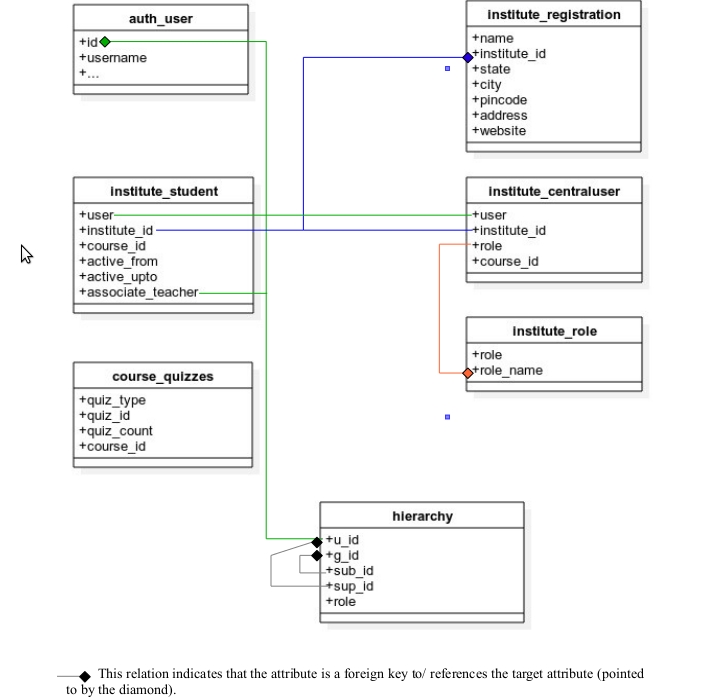 auth_user
+id
+username
+...
institute_registration
+name
+institute_id
+state
+city
+pincode
+address
+website
institute_student
+user
+institute_id
+course_id
+active_from
+active_upto
+associate_teacher
institute_centraluser
+user
+institute_id
+role
+course_id
institute_role
+role
+role_name
course_quizzes
+quiz_type
+quiz_id
+quiz_count
+course_id
hierarchy
+u_id
+g_id
+sub_id
+sup_id
+role
This relation indicates that the attribute is a foreign key to/ references the target attribute (pointed
to by the diamond).